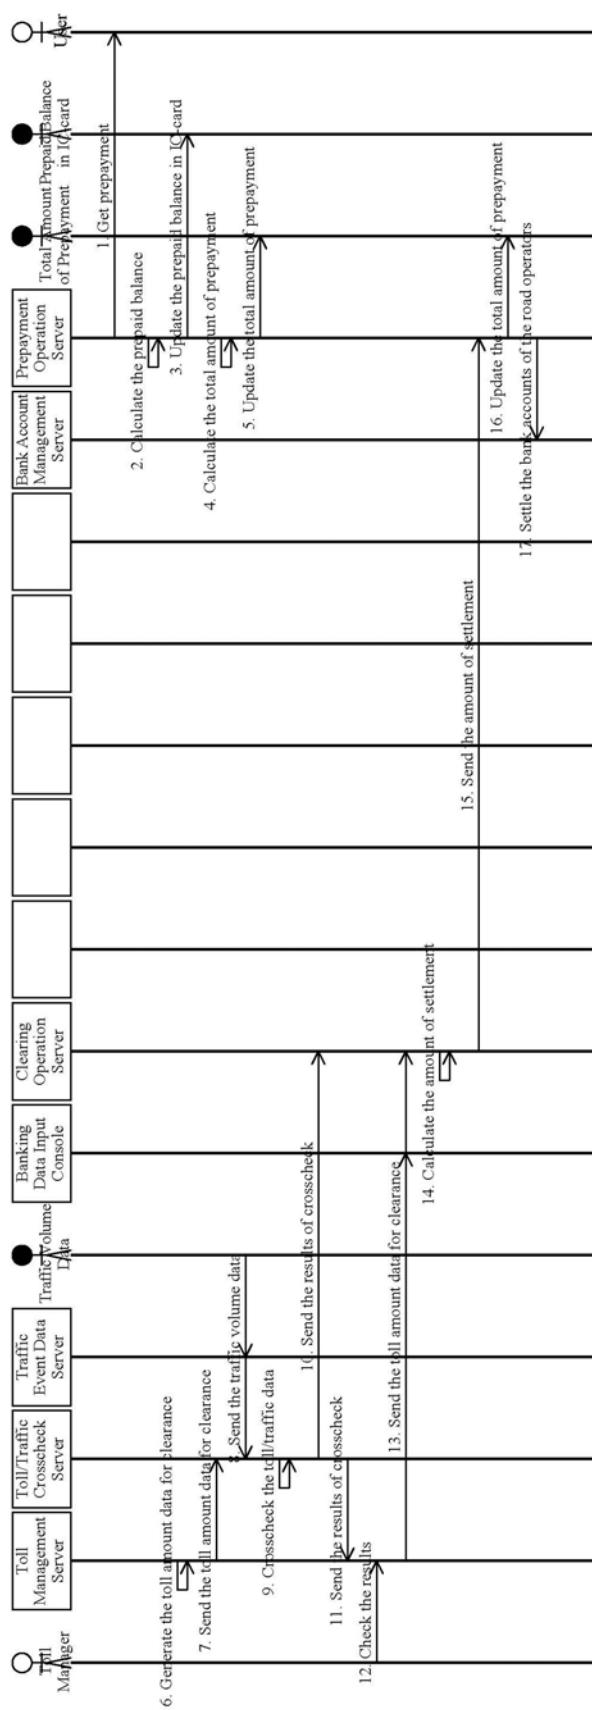 Toll
Manager
Toll
Management
Server
Toll/Traffic
Crosscheck
Server
Traffic
Event Data
Server
Traffic Volume
Data
Banking
Data Input
Console
Clearing
Operation
Server
Bank Account
Management
Server
Prepayment
Operation
Server
Total Amount
of Prepayment
Prepaid Balance
in IC-card
User
1. Get prepayment
2. Calculate the prepaid balance
3. Update the prepaid balance in IC-card
4. Calculate the total amount of prepayment
5. Update the total amount of prepayment
6. Generate the toll amount data for clearance
7. Send the toll amount data for clearance
8. Send the traffic volume data
9. Crosscheck the toll/traffic data
10. Send the results of crosscheck
11. Send the results of crosscheck
12. Check the results
13. Send the toll amount data for clearance
14. Calculate the amount of settlement
15. Send the amount of settlement
16. Update the total amount of prepayment
17. Settle the bank accounts of the road operators